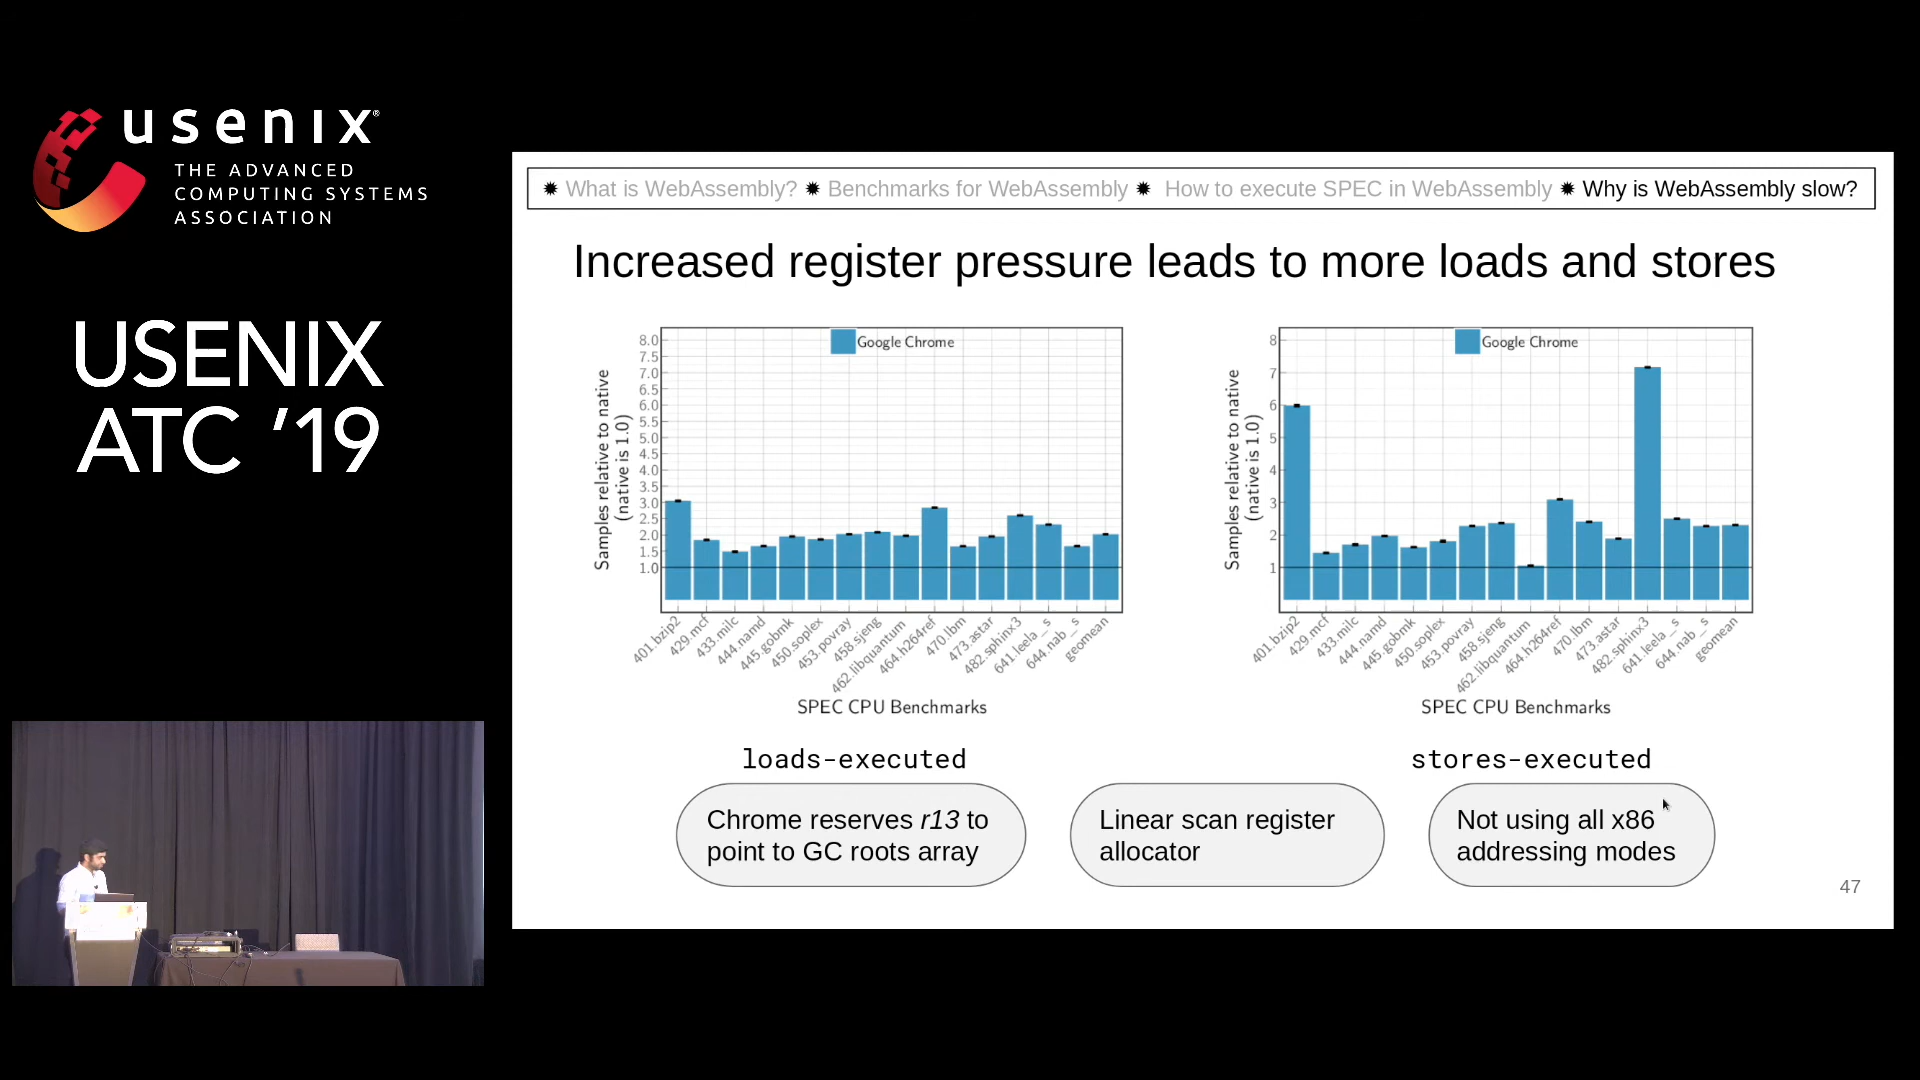 usenix®
THE ADVANCED
COMPUTING SYSTEMS
ASSOCIATION
USENIX
ATC ’19
✹ What is WebAssembly? ✹ Benchmarks for WebAssembly ✹ How to execute SPEC in WebAssembly ✹ Why is WebAssembly slow?
Increased register pressure leads to more loads and stores
Google Chrome
8.0
7.5
7.0
6.5
6.0
5.5
5.0
4.5
4.0
3.5
3.0
2.5
2.0
1.5
1.0
Samples relative to native
(native is 1.0)
401.bzip2
429.mcf
433.milc
444.namd
445.gobmk
450.soplex
453.povray
458.sjeng
462.libquantum
464.h264ref
470.lbm
473.astar
482.sphinx3
641.leela_s
644.nab_s
geomean
SPEC CPU Benchmarks
loads-executed
Google Chrome
8
7
6
5
4
3
2
1
Samples relative to native
(native is 1.0)
401.bzip2
429.mcf
433.milc
444.namd
445.gobmk
450.soplex
453.povray
458.sjeng
462.libquantum
464.h264ref
470.lbm
473.astar
482.sphinx3
641.leela_s
644.nab_s
geomean
SPEC CPU Benchmarks
stores-executed
Chrome reserves r13 to
point to GC roots array
Linear scan register
allocator
Not using all x86
addressing modes
47